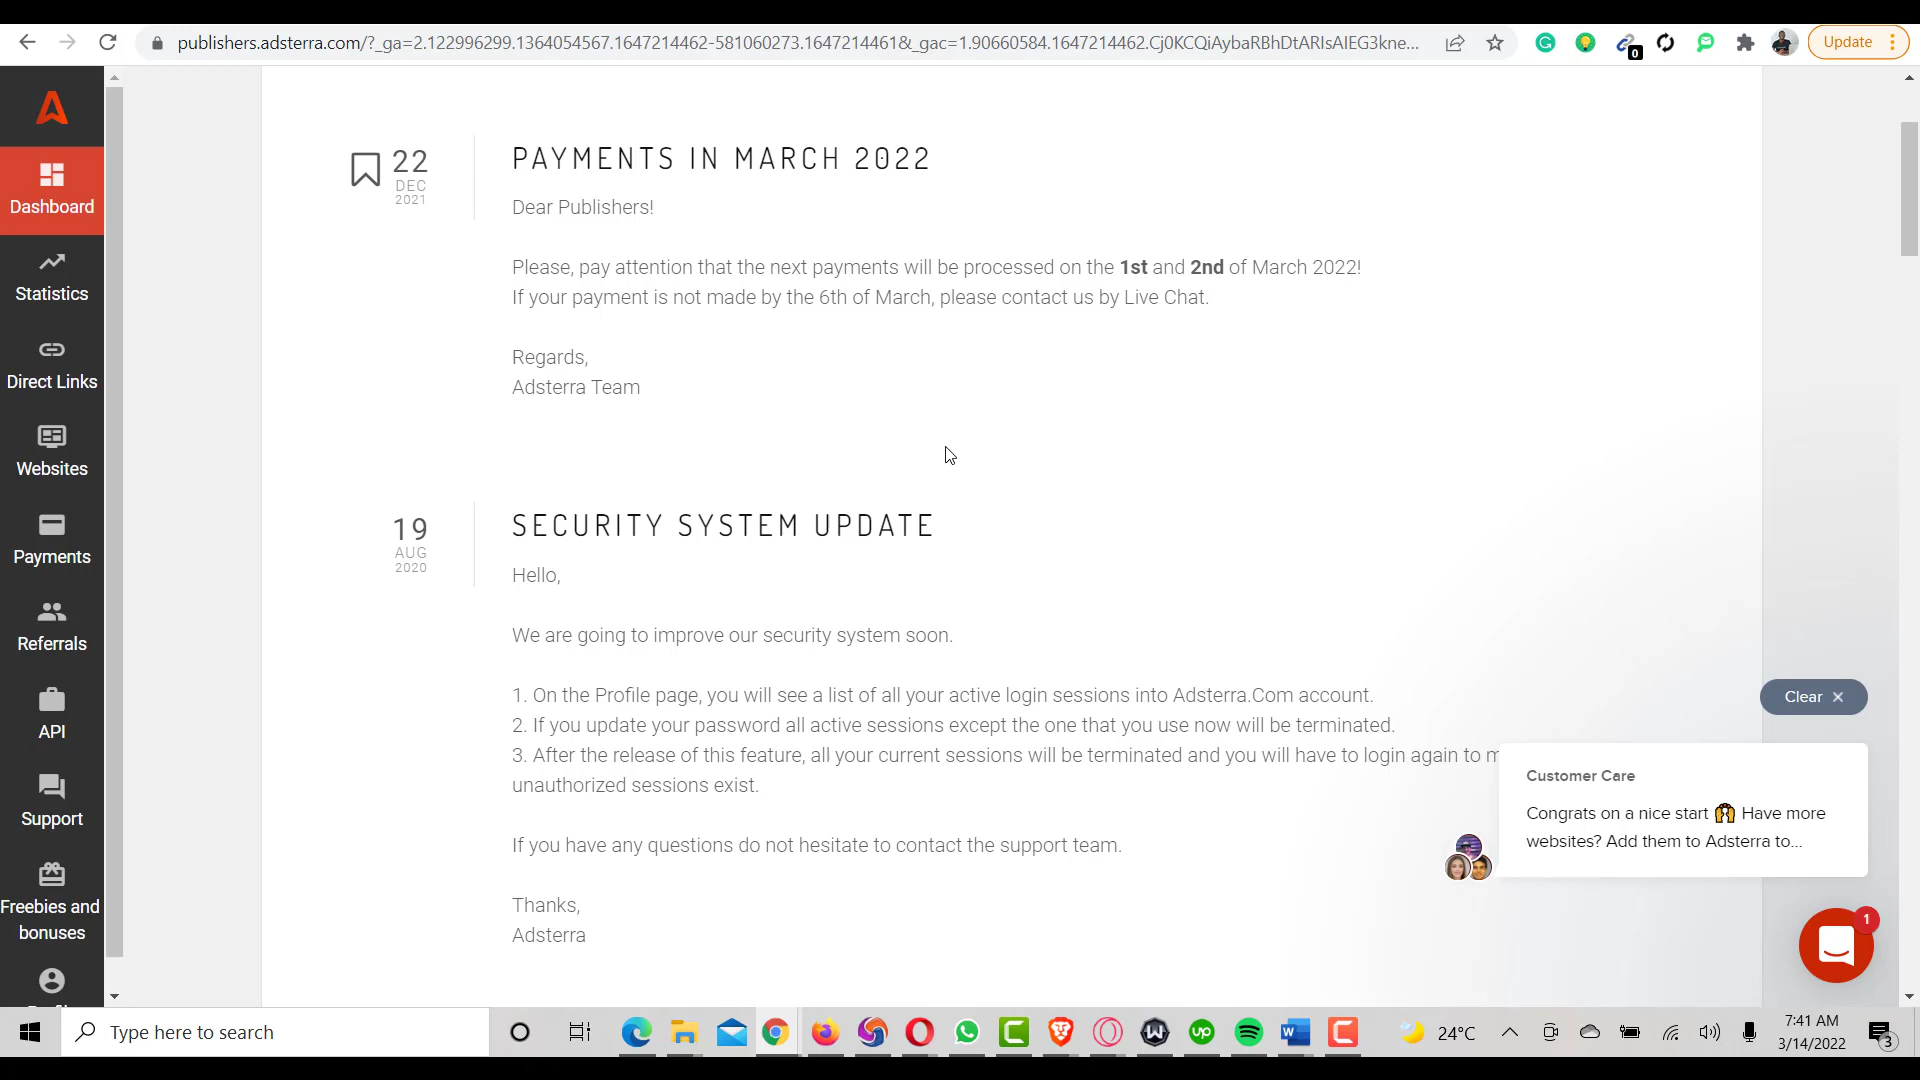 publishers.adsterra.com/?_ga=2.122996299.1364054567.1647214462-581060273.1647214461&_gac=1.90660584.1647214462.Cj0KCQiAybaRBhDtARIsAIEG3kne...
0
Update
Dashboard
Statistics
Direct Links
Websites
Payments
Referrals
API
Support
Freebies and
bonuses
22
DEC
2021
PAYMENTS IN MARCH 2022
Dear Publishers!
Please, pay attention that the next payments will be processed on the 1st and 2nd of March 2022!
If your payment is not made by the 6th of March, please contact us by Live Chat.
Regards,
Adsterra Team
19
AUG
2020
SECURITY SYSTEM UPDATE
Hello,
We are going to improve our security system soon.
1. On the Profile page, you will see a list of all your active login sessions into Adsterra.Com account.
2. If you update your password all active sessions except the one that you use now will be terminated.
3. After the release of this feature, all your current sessions will be terminated and you will have to login again to
unauthorized sessions exist.
If you have any questions do not hesitate to contact the support team.
Thanks,
Adsterra
Clear
Customer Care
Congrats on a nice start 🙌 Have more
websites? Add them to Adsterra to...
1
Type here to search
24°C
7:41 AM
3/14/2022
3